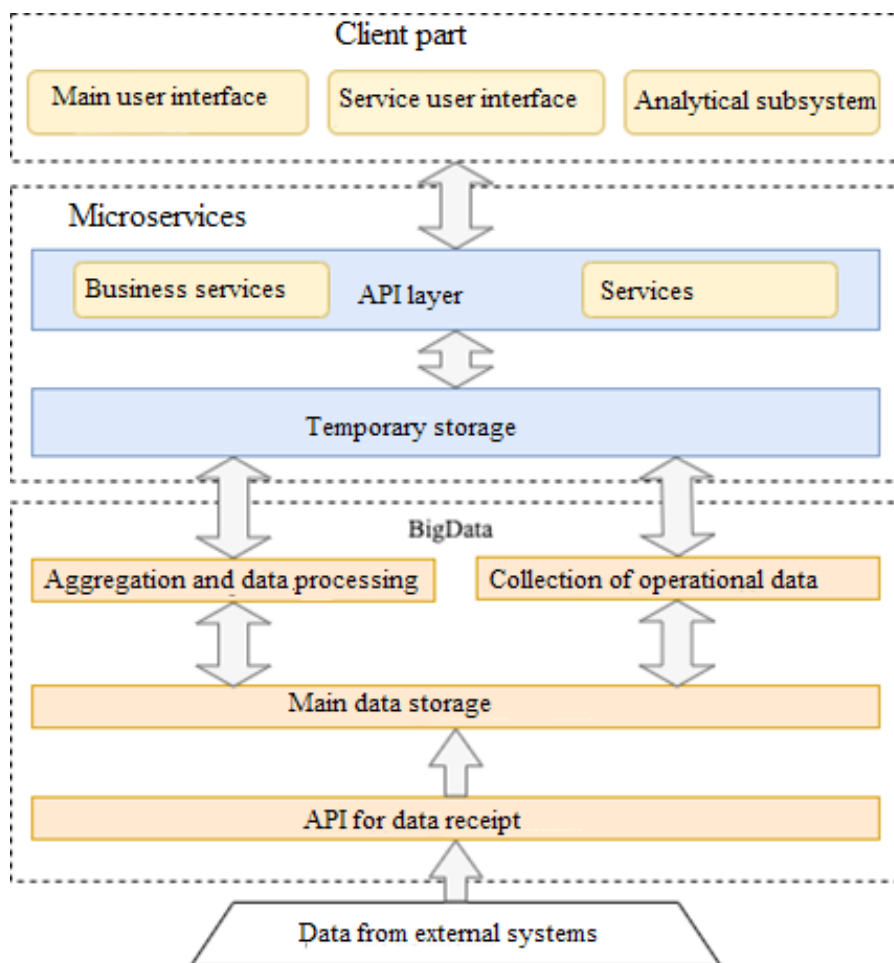 Client part
Main user interface
Service user interface
Analytical subsystem
Microservices
Business services
API layer
Services
Temporary storage
BigData
Aggregation and data processing
Collection of operational data
Main data storage
API for data receipt
Data from external systems